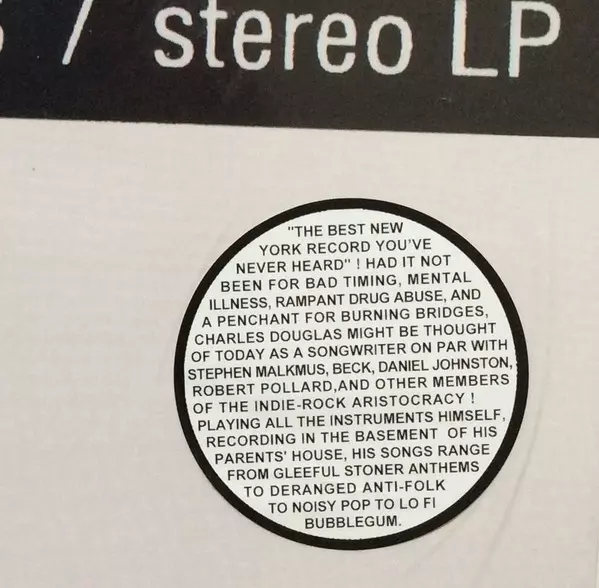 / stereo LP
"THE BEST NEW
YORK RECORD YOU'VE
NEVER HEARD" ! HAD IT NOT
BEEN FOR BAD TIMING, MENTAL
ILLNESS, RAMPANT DRUG ABUSE, AND
A PENCHANT FOR BURNING BRIDGES,
CHARLES DOUGLAS MIGHT BE THOUGHT
OF TODAY AS A SONGWRITER ON PAR WITH
STEPHEN MALKMUS, BECK, DANIEL JOHNSTON,
ROBERT POLLARD,AND OTHER MEMBERS
OF THE INDIE-ROCK ARISTOCRACY !
PLAYING ALL THE INSTRUMENTS HIMSELF,
RECORDING IN THE BASEMENT OF HIS
PARENTS' HOUSE, HIS SONGS RANGE
FROM GLEEFUL STONER ANTHEMS
TO DERANGED ANTI-FOLK
TO NOISY POP TO LO FI
BUBBLEGUM.